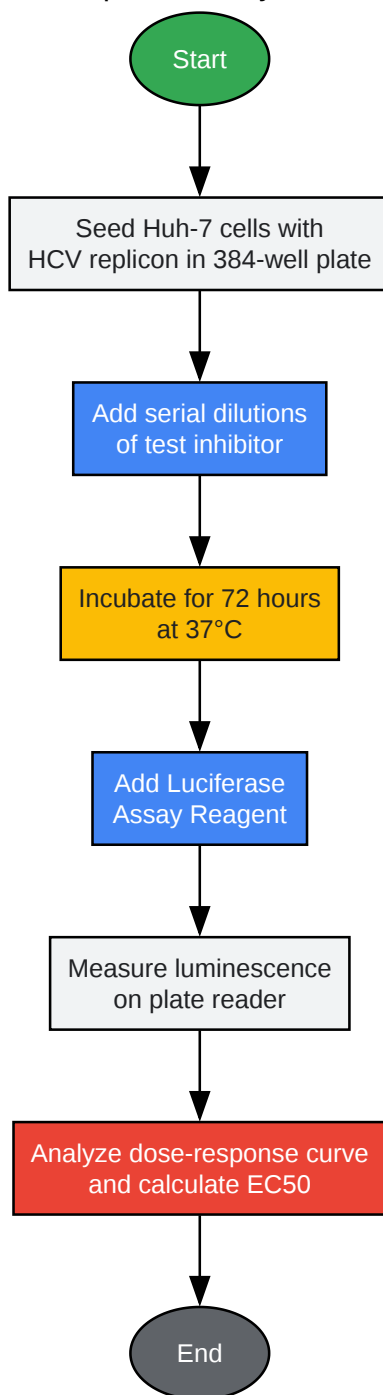 Start
Seed Huh-7 cells with
HCV replicon in 384-well plate
Add serial dilutions
of test inhibitor
Incubate for 72 hours
at 37°C
Add Luciferase
Assay Reagent
Measure luminescence
on plate reader
Analyze dose-response curve
and calculate EC50
End